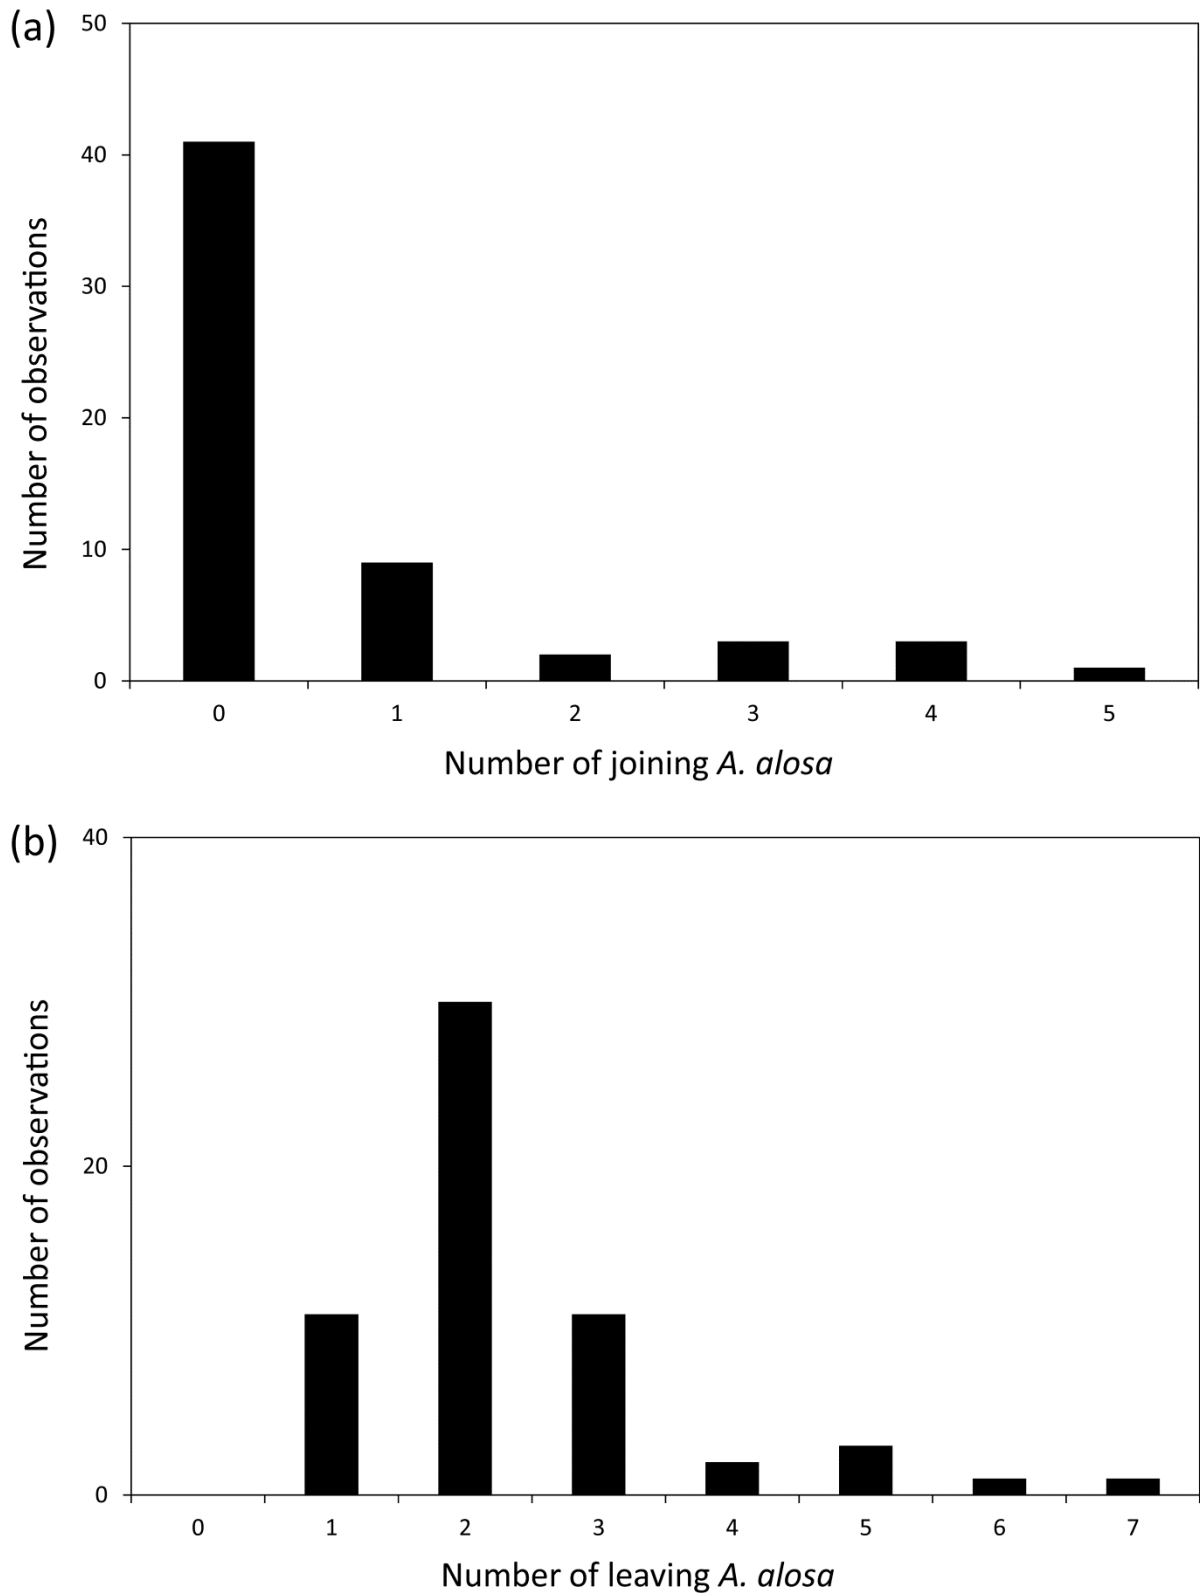 (a)
50
40
30
20
10
0
Number of observations
0 1 2 3 4 5
Number of joining A. alosa
(b)
40
20
0
Number of observations
0 1 2 3 4 5 6 7
Number of leaving A. alosa